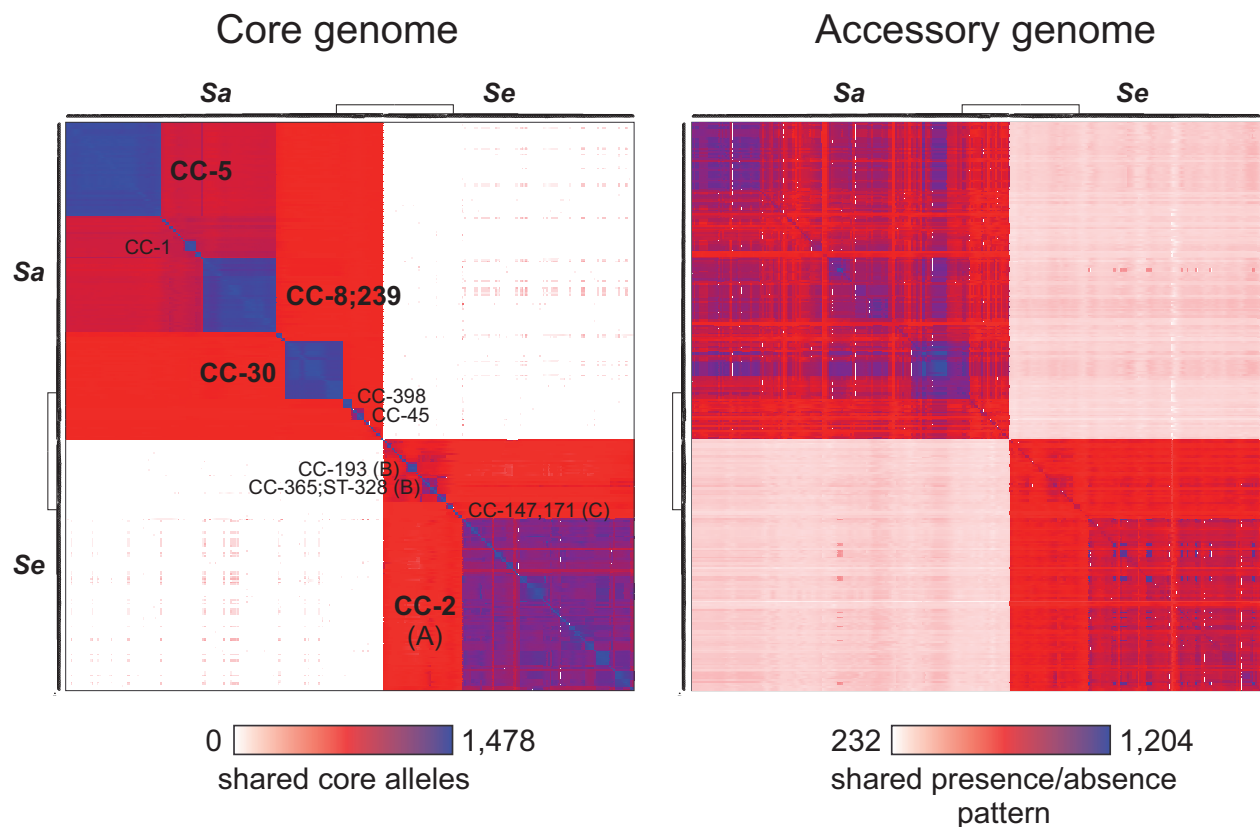 Core genome
Accessory genome
Sa
Se
Sa
Se
CC-5
CC-1
Sa
CC-8;239
CC-30
CC-398
CC-45
CC-193 (B)
CC-365;ST-328 (B)
CC-147,171 (C)
Se
CC-2
(A)
0
1,478
232
1,204
shared core alleles
shared presence/absence
pattern